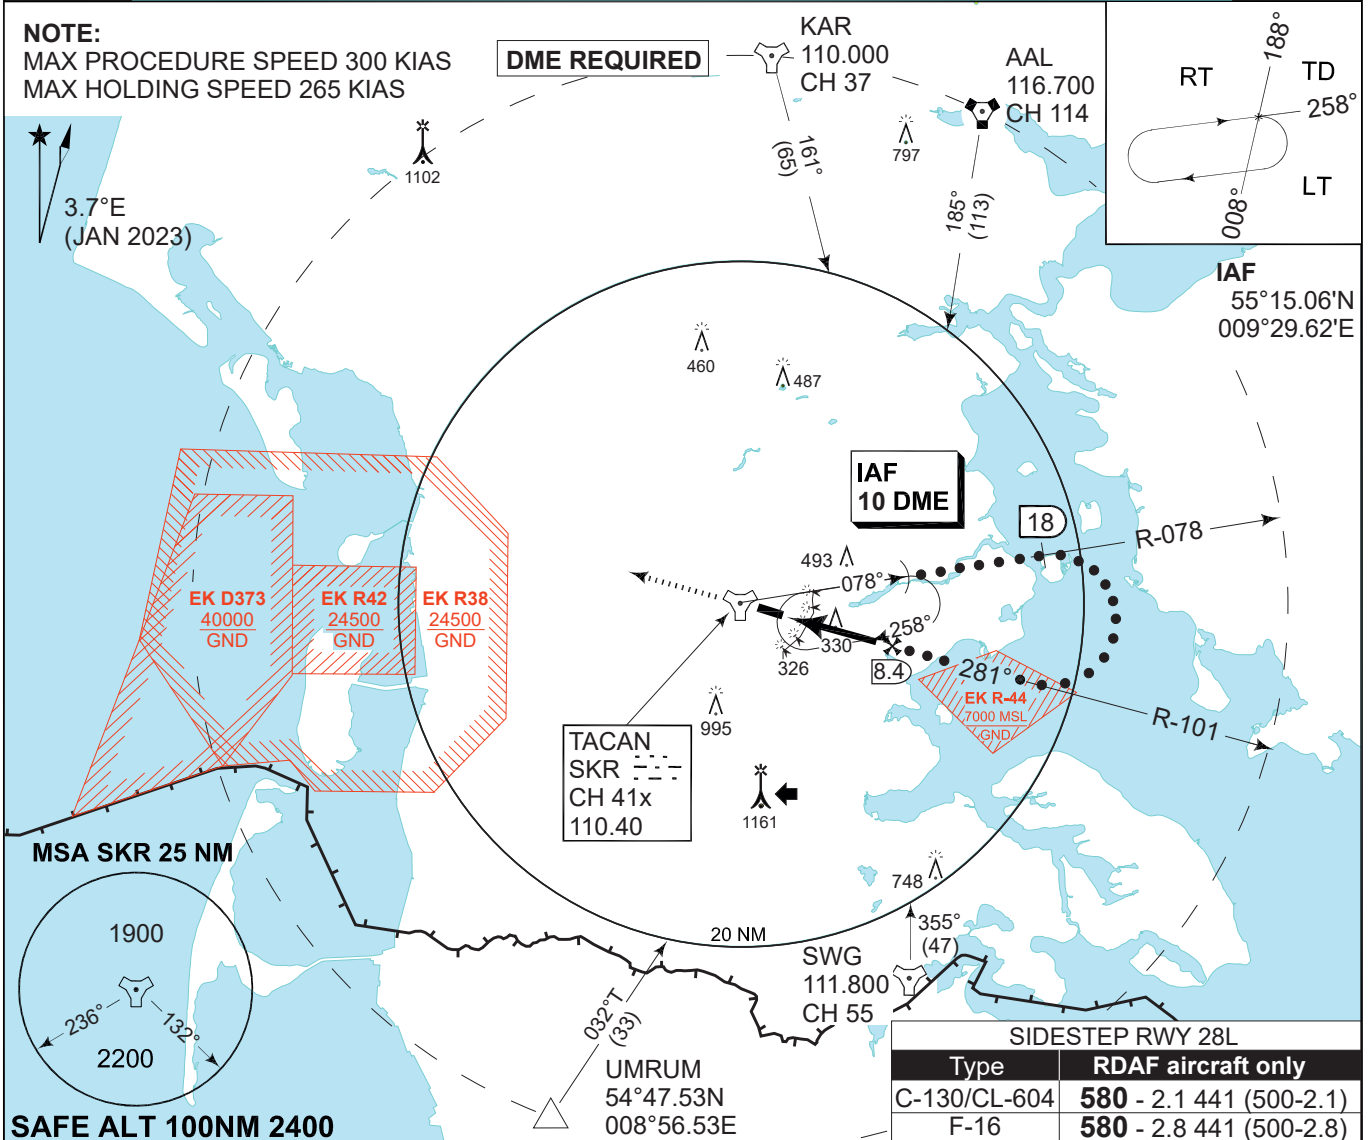 NOTE:
MAX PROCEDURE SPEED 300 KIAS
MAX HOLDING SPEED 265 KIAS
DME REQUIRED
KAR
110.000
CH 37
AAL
116.700
CH 114
188°
RT
TD
258°
LT
008°
3.7°E
(JAN 2023)
1102
797
161°
(65)
185°
(113)
IAF
55°15.06'N
009°29.62'E
460
487
IAF
10 DME
18
R-078
493
078°
258°
330
326
8.4
281°
R-101
EK D373
40000
GND
EK R42
24500
GND
EK R38
24500
GND
EK R-44
7000 MSL
GND
995
TACAN
SKR
CH 41x
110.40
1161
748
20 NM
355°
(47)
SWG
111.800
CH 55
032°T
(33)
UMRUM
54°47.53N
008°56.53E
MSA SKR 25 NM
1900
236°
132°
2200
SAFE ALT 100NM 2400
SIDESTEP RWY 28L
Type RDAF aircraft only
C-130/CL-604 580 - 2.1 441 (500-2.1)
F-16 580 - 2.8 441 (500-2.8)